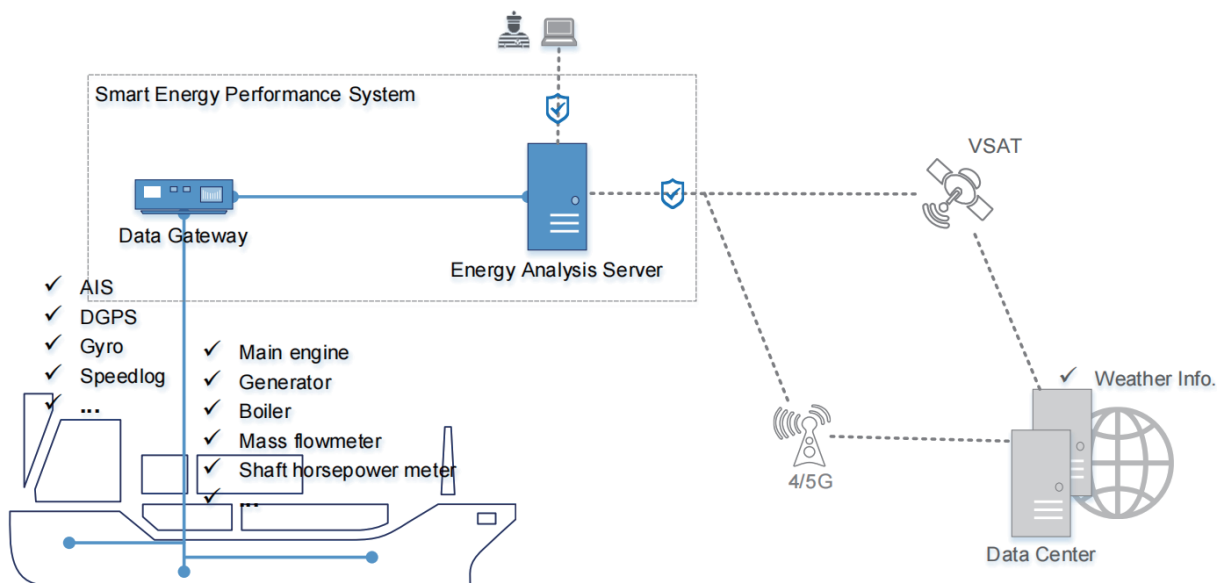 Smart Energy Performance System
VSAT
Data Gateway
Energy Analysis Server
✓ AIS
✓ DGPS
✓ Gyro
✓ Speedlog
✓ ...
✓ Main engine
✓ Generator
✓ Boiler
✓ Mass flowmeter
✓ Shaft horsepower meter
✓ ...
✓ Weather Info.
4/5G
Data Center